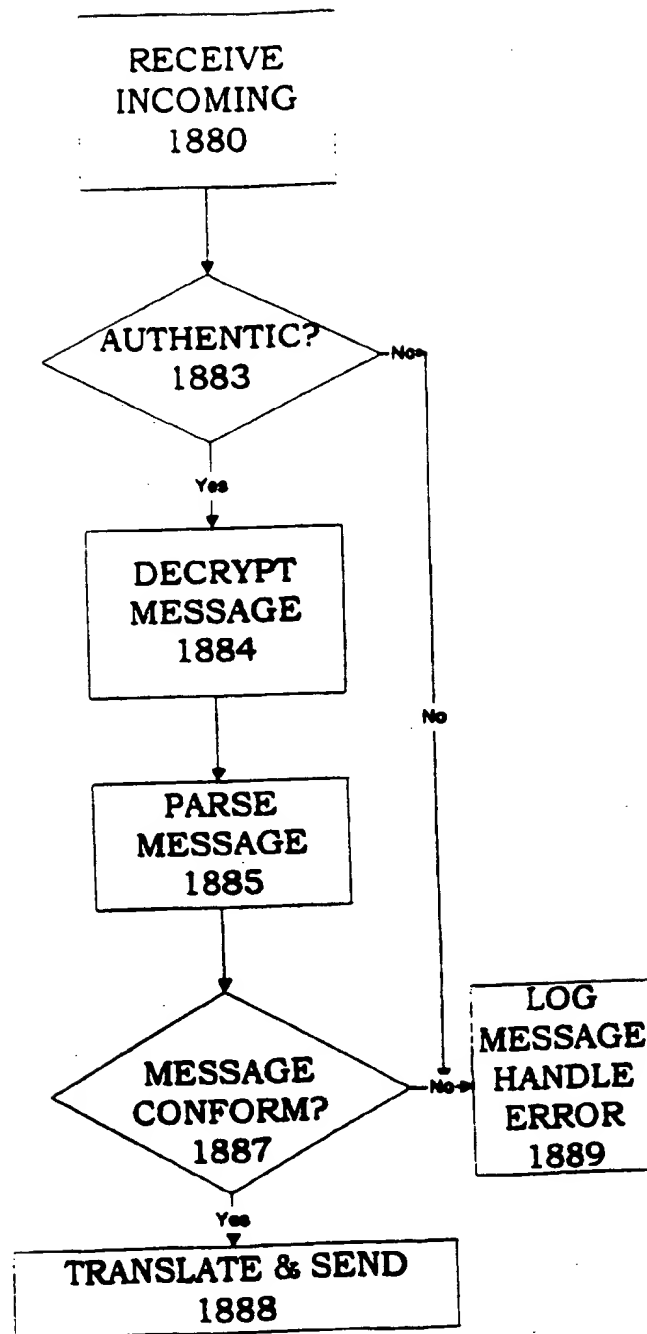 RECEIVE
INCOMING
1880
AUTHENTIC?
1883
No
Yes
DECRYPT
MESSAGE
1884
No
PARSE
MESSAGE
1885
MESSAGE
CONFORM?
1887
No
LOG
MESSAGE
HANDLE
ERROR
1889
Yes
TRANSLATE & SEND
1888